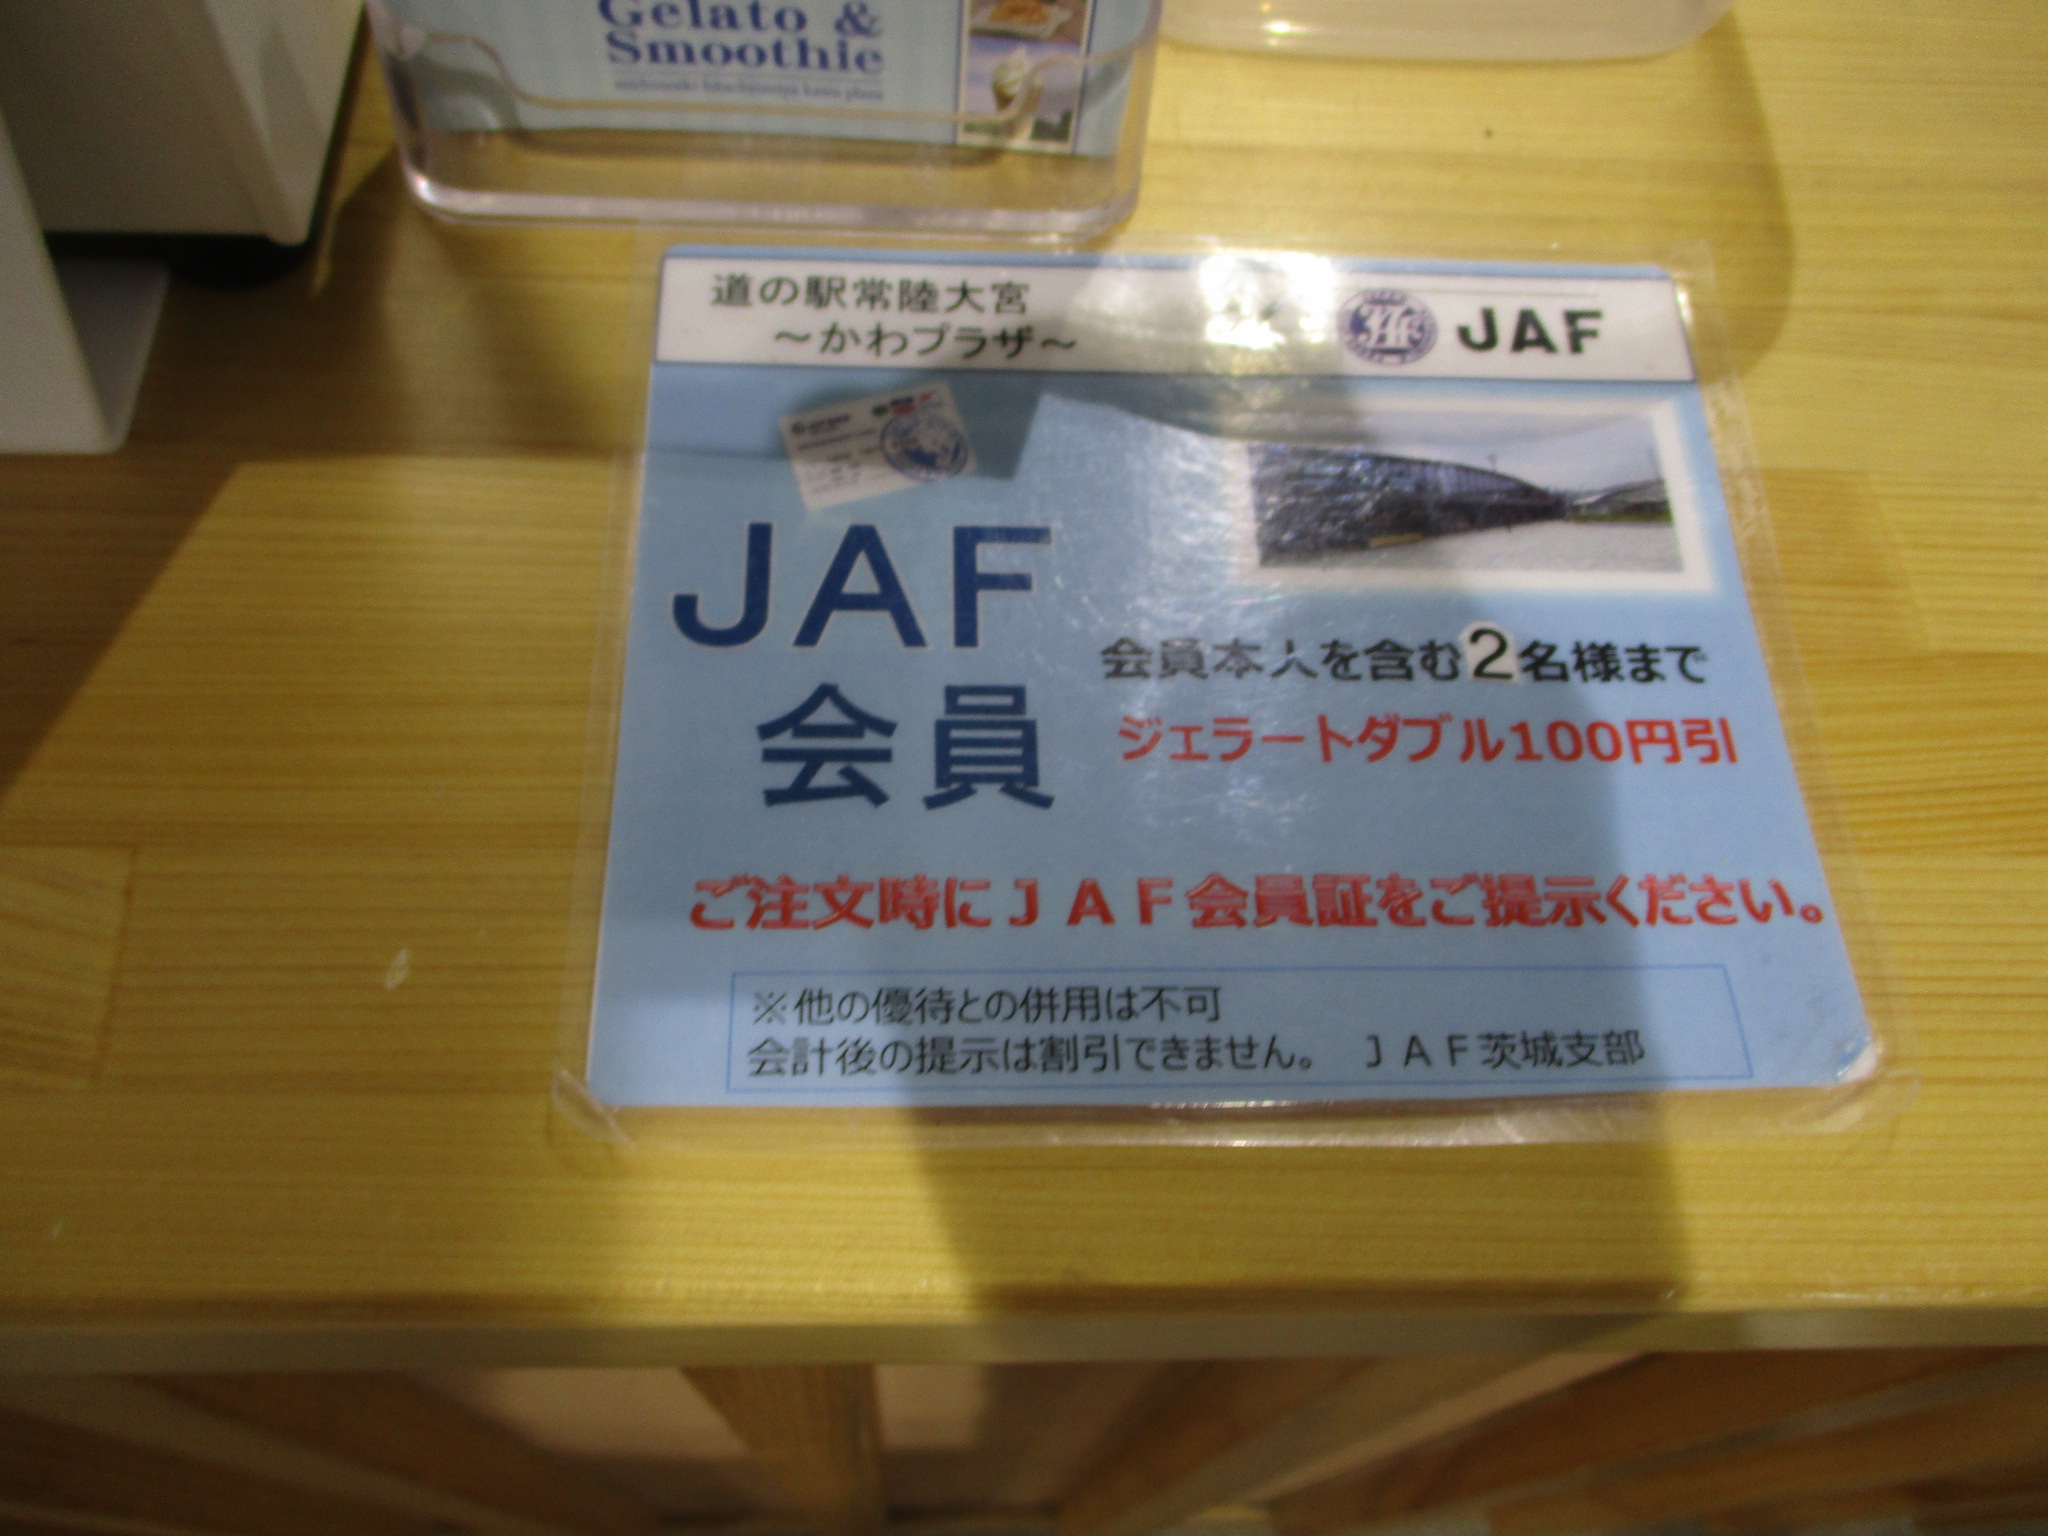 Gelato &
Smoothie
道の駅常陸大宮
～かわプラザ～
JAF
JAF
会員
会員本人を含む2名様まで
ジェラートダブル100円引
ご注文時にＪＡＦ会員証をご提示ください。
※他の優待との併用は不可
会計後の提示は割引できません。　ＪＡＦ茨城支部